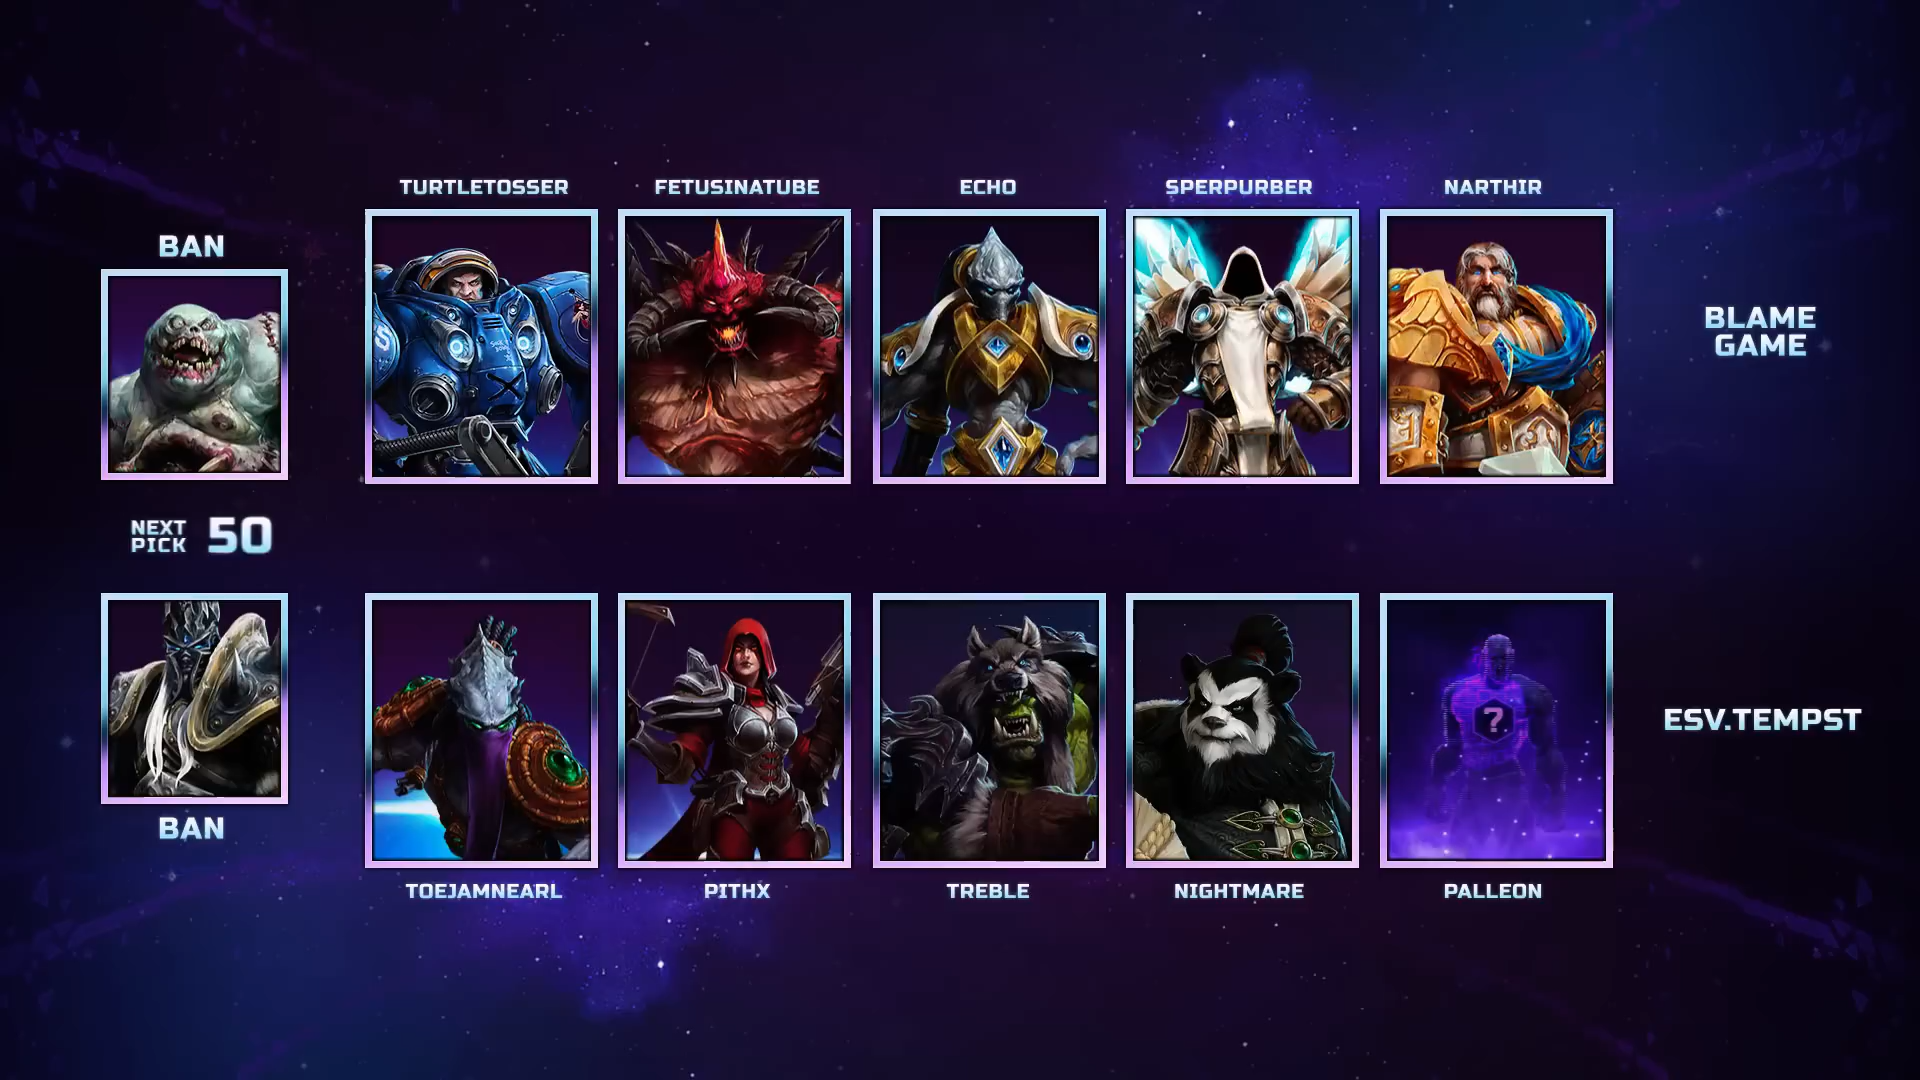 TURTLETOSSER
FETUSINATUBE
ECHO
SPERPURBER
NARTHIR
BAN
BLAME
GAME
NEXT
PICK
50
?
ESV.TEMPST
BAN
TOEJAMNEARL
PITHX
TREBLE
NIGHTMARE
PALLEON